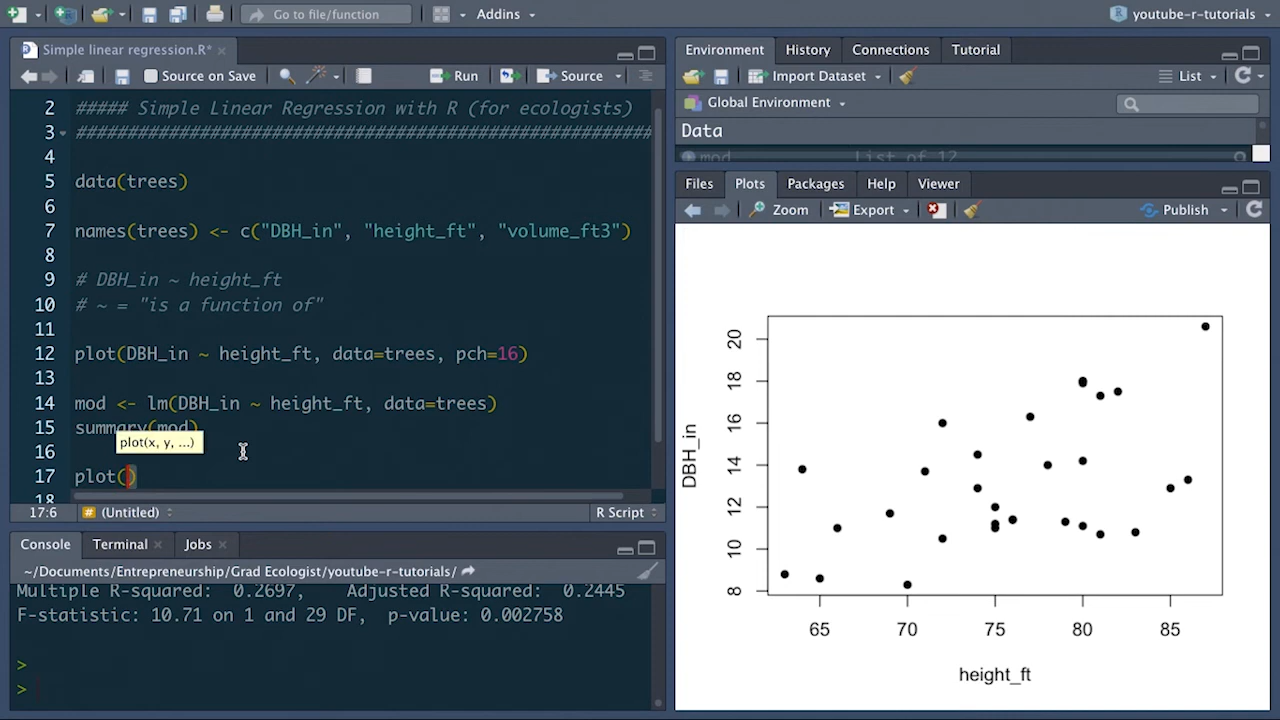 Go to file/function
Addins
youtube-r-tutorials
Simple linear regression.R*
Source on Save
Run
Source
2 ##### Simple Linear Regression with R (for ecologists)
3 ########################################################
4
5 data(trees)
6
7 names(trees) <- c("DBH_in", "height_ft", "volume_ft3")
8
9 # DBH_in ~ height_ft
10 # ~ = "is a function of"
11
12 plot(DBH_in ~ height_ft, data=trees, pch=16)
13
14 mod <- lm(DBH_in ~ height_ft, data=trees)
15 summary(mod)
plot(x, y, ...)
16
17 plot()
18
17:6 # (Untitled) R Script
Console Terminal Jobs
~/Documents/Entrepreneurship/Grad Ecologist/youtube-r-tutorials/
Multiple R-squared:  0.2697,    Adjusted R-squared:  0.2445
F-statistic: 10.71 on 1 and 29 DF,  p-value: 0.002758
>
>
Environment History Connections Tutorial
Import Dataset List
Global Environment
Data
mod List of 12
Files Plots Packages Help Viewer
Zoom Export Publish
DBH_in
20
18
16
14
12
10
8
65 70 75 80 85
height_ft